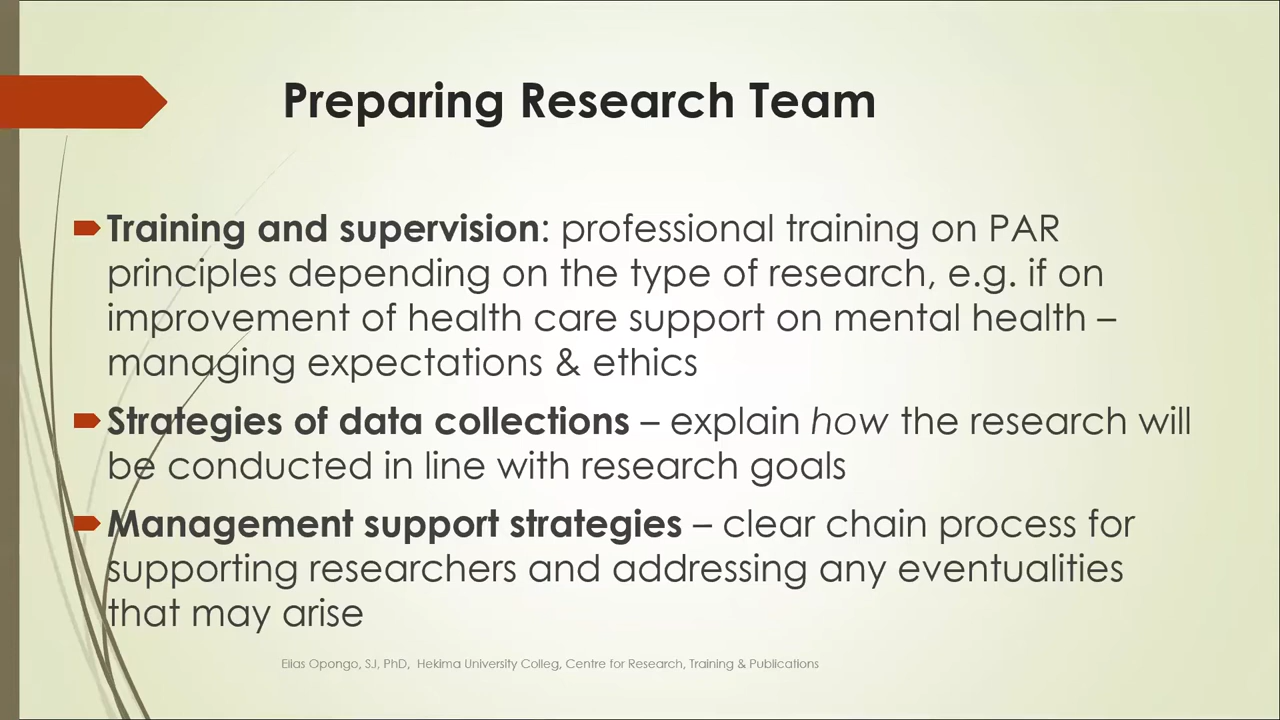 Preparing Research Team
Training and supervision: professional training on PAR
principles depending on the type of research, e.g. if on
improvement of health care support on mental health –
managing expectations & ethics
Strategies of data collections – explain how the research will
be conducted in line with research goals
Management support strategies – clear chain process for
supporting researchers and addressing any eventualities
that may arise
Elias Opongo, SJ, PhD, Hekima University Colleg, Centre for Research, Training & Publications